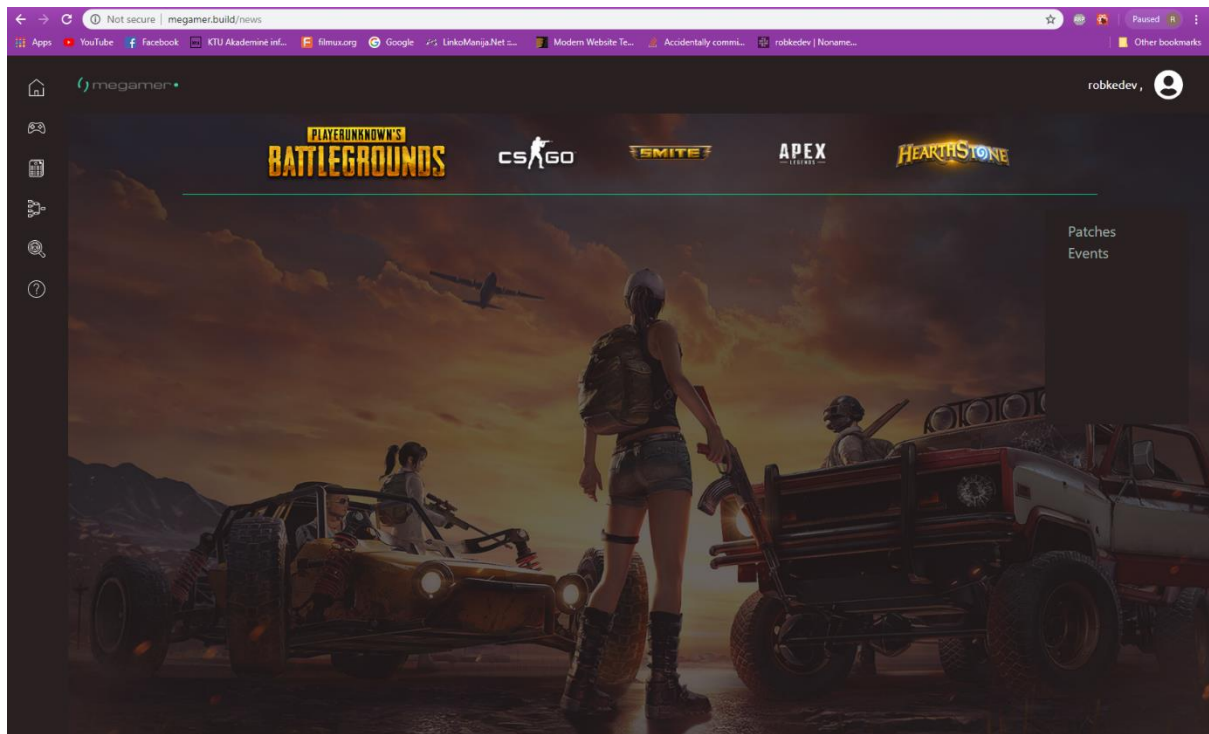 Not secure | megamer.build/news
Paused R
Apps YouTube Facebook KTU Akademinė inf... filmux.org Google LinkoManija.Net ::... Modern Website Te... Accidentally commi... robkedev | Noname... Other bookmarks
megamer
robkedev ,
PLAYERUNKNOWN'S
BATTLEGROUNDS
CS GO
SMITE
APEX
LEGENDS
HEARTHSTONE
Patches
Events